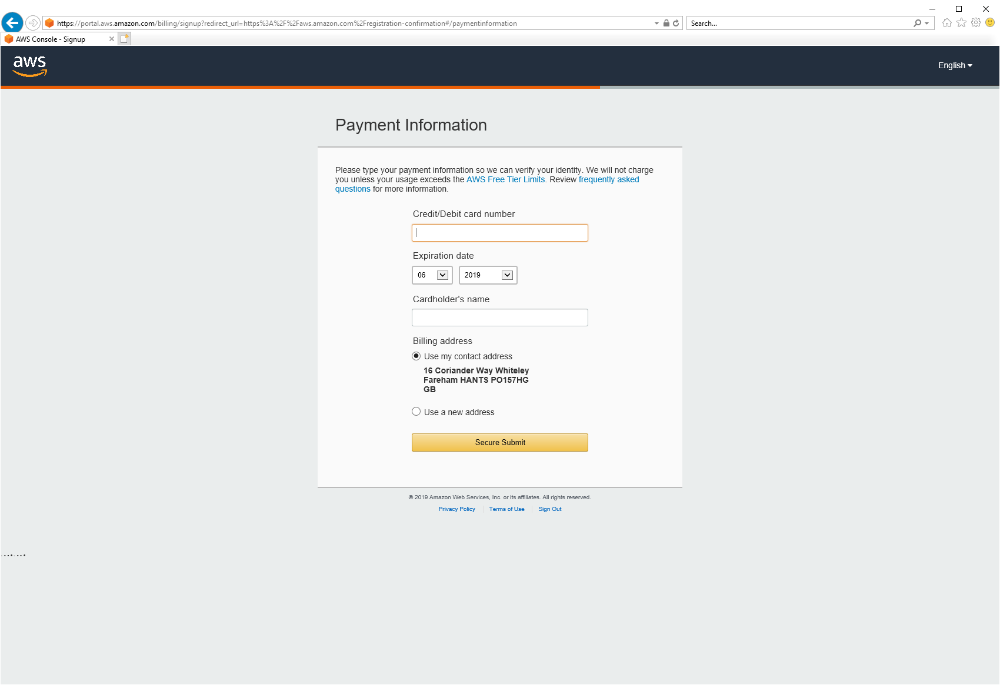 https://portal.aws.amazon.com/billing/signup?redirect_url=https%3A%2F%2Faws.amazon.com%2Fregistration-confirmation#/paymentinformation
Search...
AWS Console - Signup
aws
English
Payment Information
Please type your payment information so we can verify your identity. We will not charge
you unless your usage exceeds the AWS Free Tier Limits. Review frequently asked
questions for more information.
Credit/Debit card number
Expiration date
06 2019
Cardholder's name
Billing address
Use my contact address
16 Coriander Way Whiteley
Fareham HANTS PO157HG
GB
Use a new address
Secure Submit
© 2019 Amazon Web Services, Inc. or its affiliates. All rights reserved.
Privacy Policy Terms of Use Sign Out